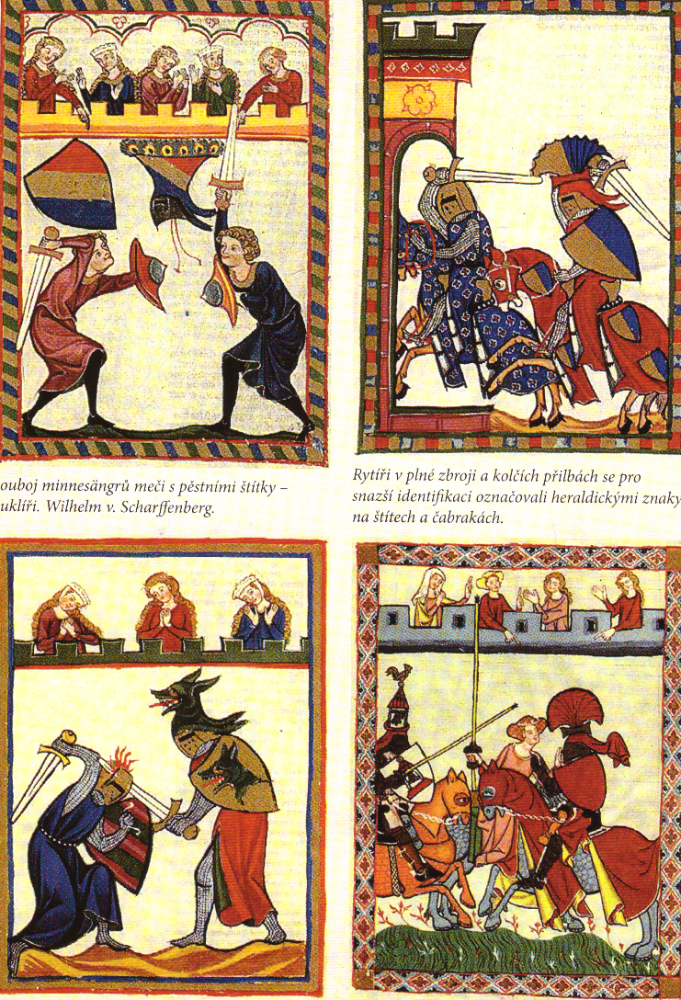 ouboj minnesängrů meči s pěstními štítky –
uklíři. Wilhelm v. Scharffenberg.
Rytíři v plné zbroji a kolčích přilbách se pro
snazší identifikaci označovali heraldickými znaky
na štítech a čabrakách.